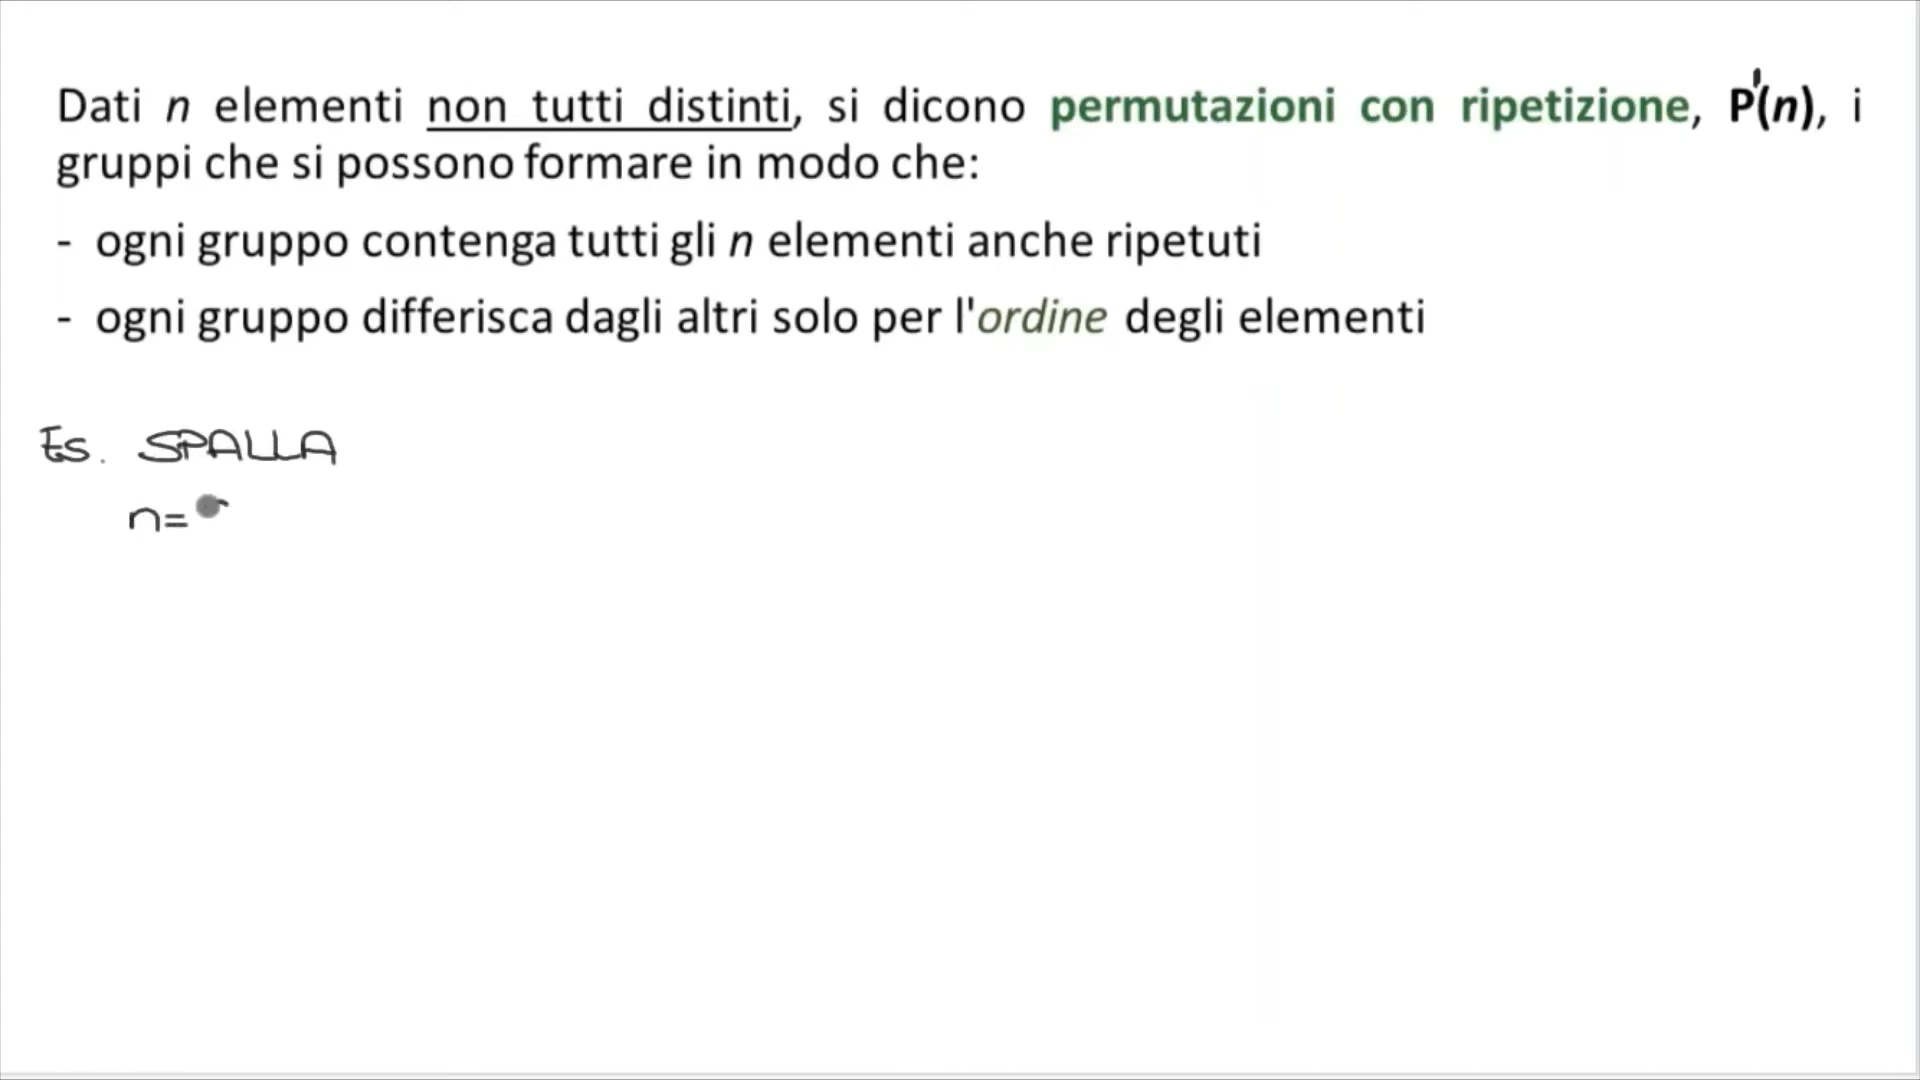 Dati n elementi non tutti distinti, si dicono permutazioni con ripetizione, P'(n), i
gruppi che si possono formare in modo che:
- ogni gruppo contenga tutti gli n elementi anche ripetuti
- ogni gruppo differisca dagli altri solo per l'ordine degli elementi
Es. SPALLA
n=